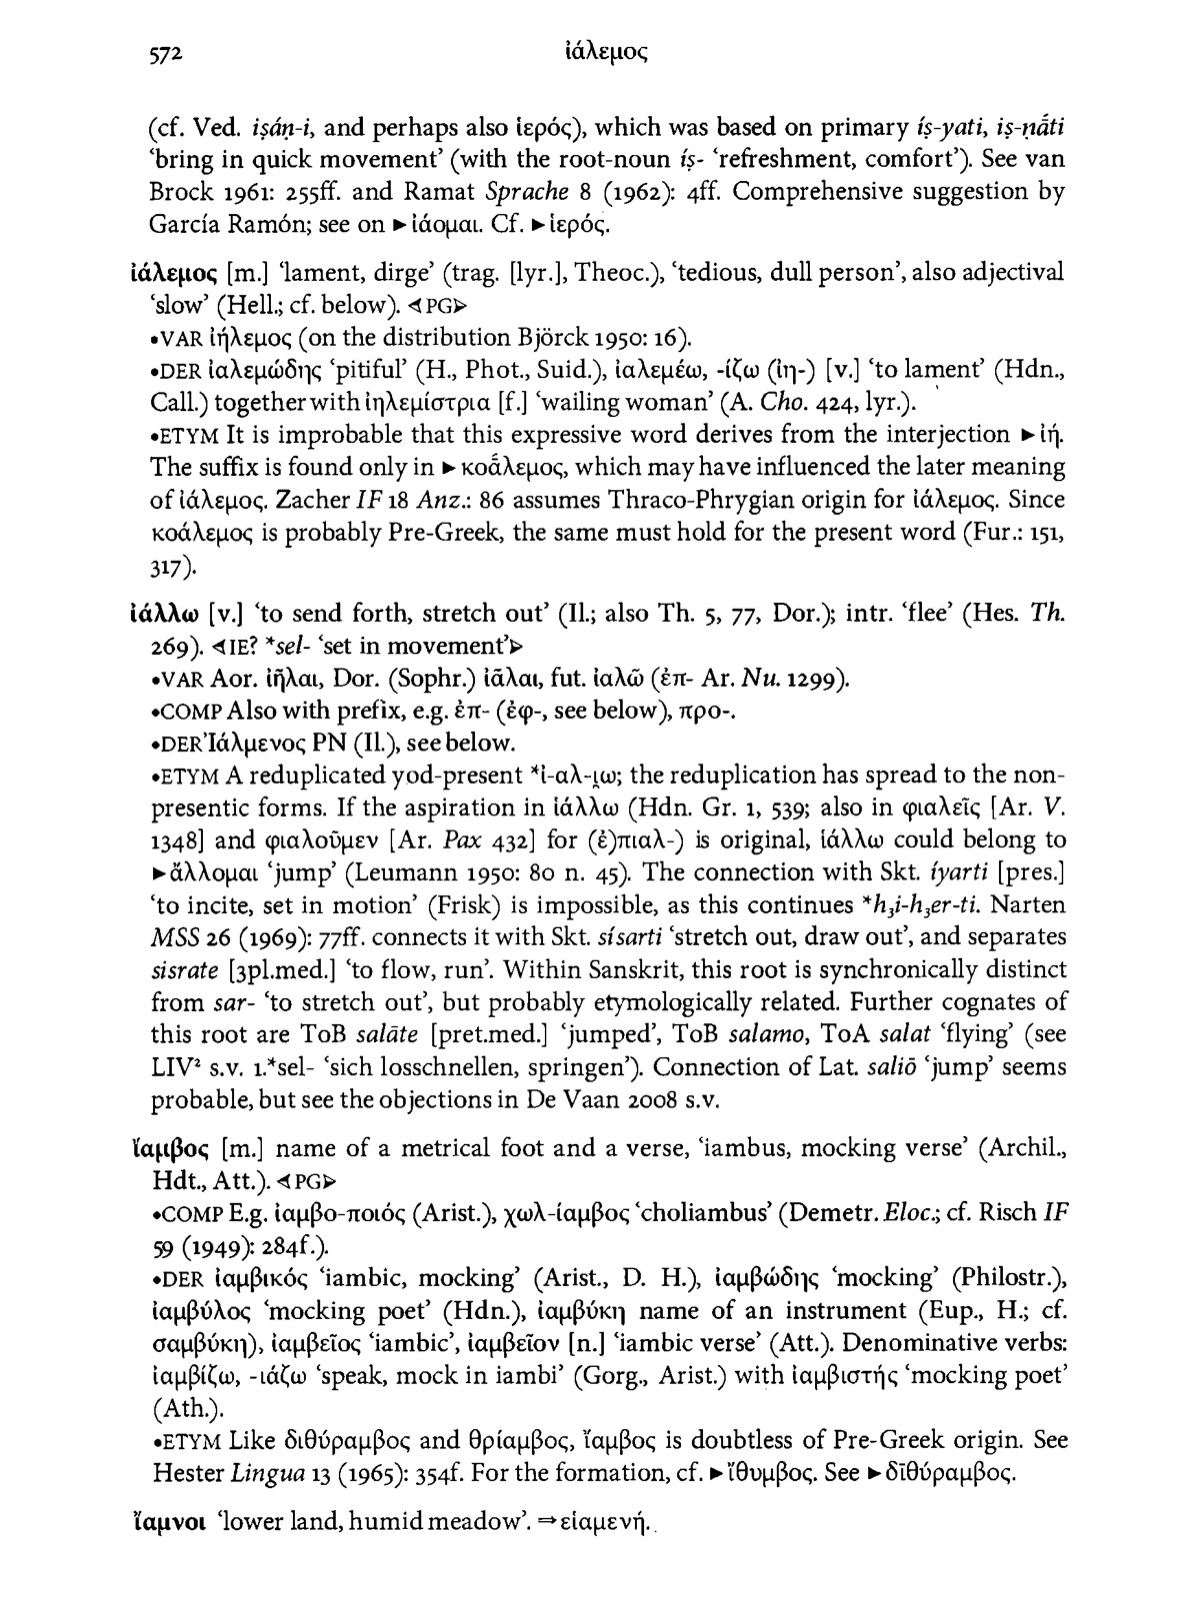 572 ἰάλεμος
(cf. Ved. iṣáṇ-i, and perhaps also ἱερός), which was based on primary íṣ-yati, iṣ-ṇā́ti
‘bring in quick movement’ (with the root-noun íṣ- ‘refreshment, comfort’). See van
Brock 1961: 255ff. and Ramat Sprache 8 (1962): 4ff. Comprehensive suggestion by
García Ramón; see on ►ἰάομαι. Cf. ►ἱερός.
ἰάλεμος [m.] ‘lament, dirge’ (trag. [lyr.], Theoc.), ‘tedious, dull person’, also adjectival
‘slow’ (Hell.; cf. below). ⊲PG⊳
•VAR ἰήλεμος (on the distribution Björck 1950: 16).
•DER ἰαλεμώδης ‘pitiful’ (H., Phot., Suid.), ἰαλεμέω, -ίζω (ἰη-) [v.] ‘to lament’ (Hdn.,
Call.) together with ἰηλεμίστρια [f.] ‘wailing woman’ (A. Cho. 424, lyr.).
•ETYM It is improbable that this expressive word derives from the interjection ►ἰή.
The suffix is found only in ►κοᾱ́λεμος, which may have influenced the later meaning
of ἰάλεμος. Zacher IF 18 Anz.: 86 assumes Thraco-Phrygian origin for ἰάλεμος. Since
κοάλεμος is probably Pre-Greek, the same must hold for the present word (Fur.: 151,
317).
ἰάλλω [v.] ‘to send forth, stretch out’ (Il.; also Th. 5, 77, Dor.); intr. ‘flee’ (Hes. Th.
269). ⊲IE? *sel- ‘set in movement’⊳
•VAR Aor. ἰῆλαι, Dor. (Sophr.) ἰᾶλαι, fut. ἰαλῶ (ἐπ- Ar. Nu. 1299).
•COMP Also with prefix, e.g. ἐπ- (ἐφ-, see below), προ-.
•DER Ἰάλμενος PN (Il.), see below.
•ETYM A reduplicated yod-present *ἰ-αλ-ι̯ω; the reduplication has spread to the non-
presentic forms. If the aspiration in ἱάλλω (Hdn. Gr. 1, 539; also in φιαλεῖς [Ar. V.
1348] and φιαλοῦμεν [Ar. Pax 432] for (ἐ)πιαλ-) is original, ἱάλλω could belong to
►ἅλλομαι ‘jump’ (Leumann 1950: 80 n. 45). The connection with Skt. íyarti [pres.]
‘to incite, set in motion’ (Frisk) is impossible, as this continues *h₃i-h₃er-ti. Narten
MSS 26 (1969): 77ff. connects it with Skt. sísarti ‘stretch out, draw out’, and separates
sisrate [3pl.med.] ‘to flow, run’. Within Sanskrit, this root is synchronically distinct
from sar- ‘to stretch out’, but probably etymologically related. Further cognates of
this root are ToB salāte [pret.med.] ‘jumped’, ToB salamo, ToA salat ‘flying’ (see
LIV² s.v. 1.*sel- ‘sich losschnellen, springen’). Connection of Lat. saliō ‘jump’ seems
probable, but see the objections in De Vaan 2008 s.v.
ἴαμβος [m.] name of a metrical foot and a verse, ‘iambus, mocking verse’ (Archil.,
Hdt., Att.). ⊲PG⊳
•COMP E.g. ἰαμβο-ποιός (Arist.), χωλ-ίαμβος ‘choliambus’ (Demetr. Eloc.; cf. Risch IF
59 (1949): 284f.).
•DER ἰαμβικός ‘iambic, mocking’ (Arist., D. H.), ἰαμβώδης ‘mocking’ (Philostr.),
ἰαμβύλος ‘mocking poet’ (Hdn.), ἰαμβύκη name of an instrument (Eup., H.; cf.
σαμβύκη), ἰαμβεῖος ‘iambic’, ἰαμβεῖον [n.] ‘iambic verse’ (Att.). Denominative verbs:
ἰαμβίζω, -ιάζω ‘speak, mock in iambi’ (Gorg., Arist.) with ἰαμβιστής ‘mocking poet’
(Ath.).
•ETYM Like διθύραμβος and θρίαμβος, ἴαμβος is doubtless of Pre-Greek origin. See
Hester Lingua 13 (1965): 354f. For the formation, cf. ►ἴθυμβος. See ►δῑθύραμβος.
ἴαμνοι ‘lower land, humid meadow’. ⇒εἱαμενή.